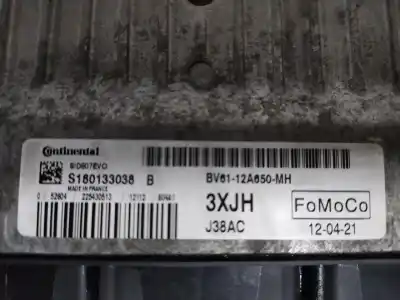 Continental
SID807EVO
S180133038 B
MADE IN FRANCE
BV61-12A650-MH
3XJH
FoMoCo
J38AC
12-04-21